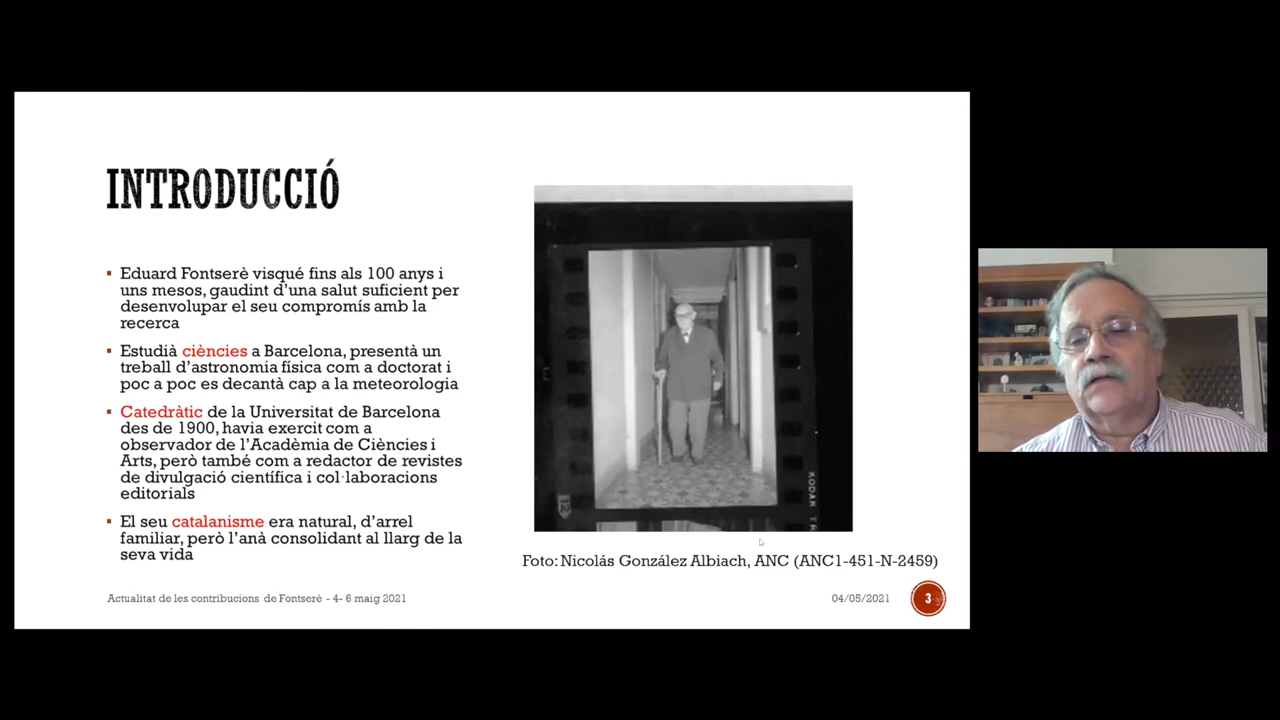 INTRODUCCIÓ
▪ Eduard Fontserè visqué fins als 100 anys i
uns mesos, gaudint d’una salut suficient per
desenvolupar el seu compromís amb la
recerca
▪ Estudià ciències a Barcelona, presentà un
treball d’astronomia física com a doctorat i
poc a poc es decantà cap a la meteorologia
▪ Catedràtic de la Universitat de Barcelona
des de 1900, havia exercit com a
observador de l’Acadèmia de Ciències i
Arts, però també com a redactor de revistes
de divulgació científica i col·laboracions
editorials
▪ El seu catalanisme era natural, d’arrel
familiar, però l’anà consolidant al llarg de la
seva vida
12
KODAK TR
Foto: Nicolás González Albiach, ANC (ANC1-451-N-2459)
Actualitat de les contribucions de Fontserè - 4- 6 maig 2021
04/05/2021
3